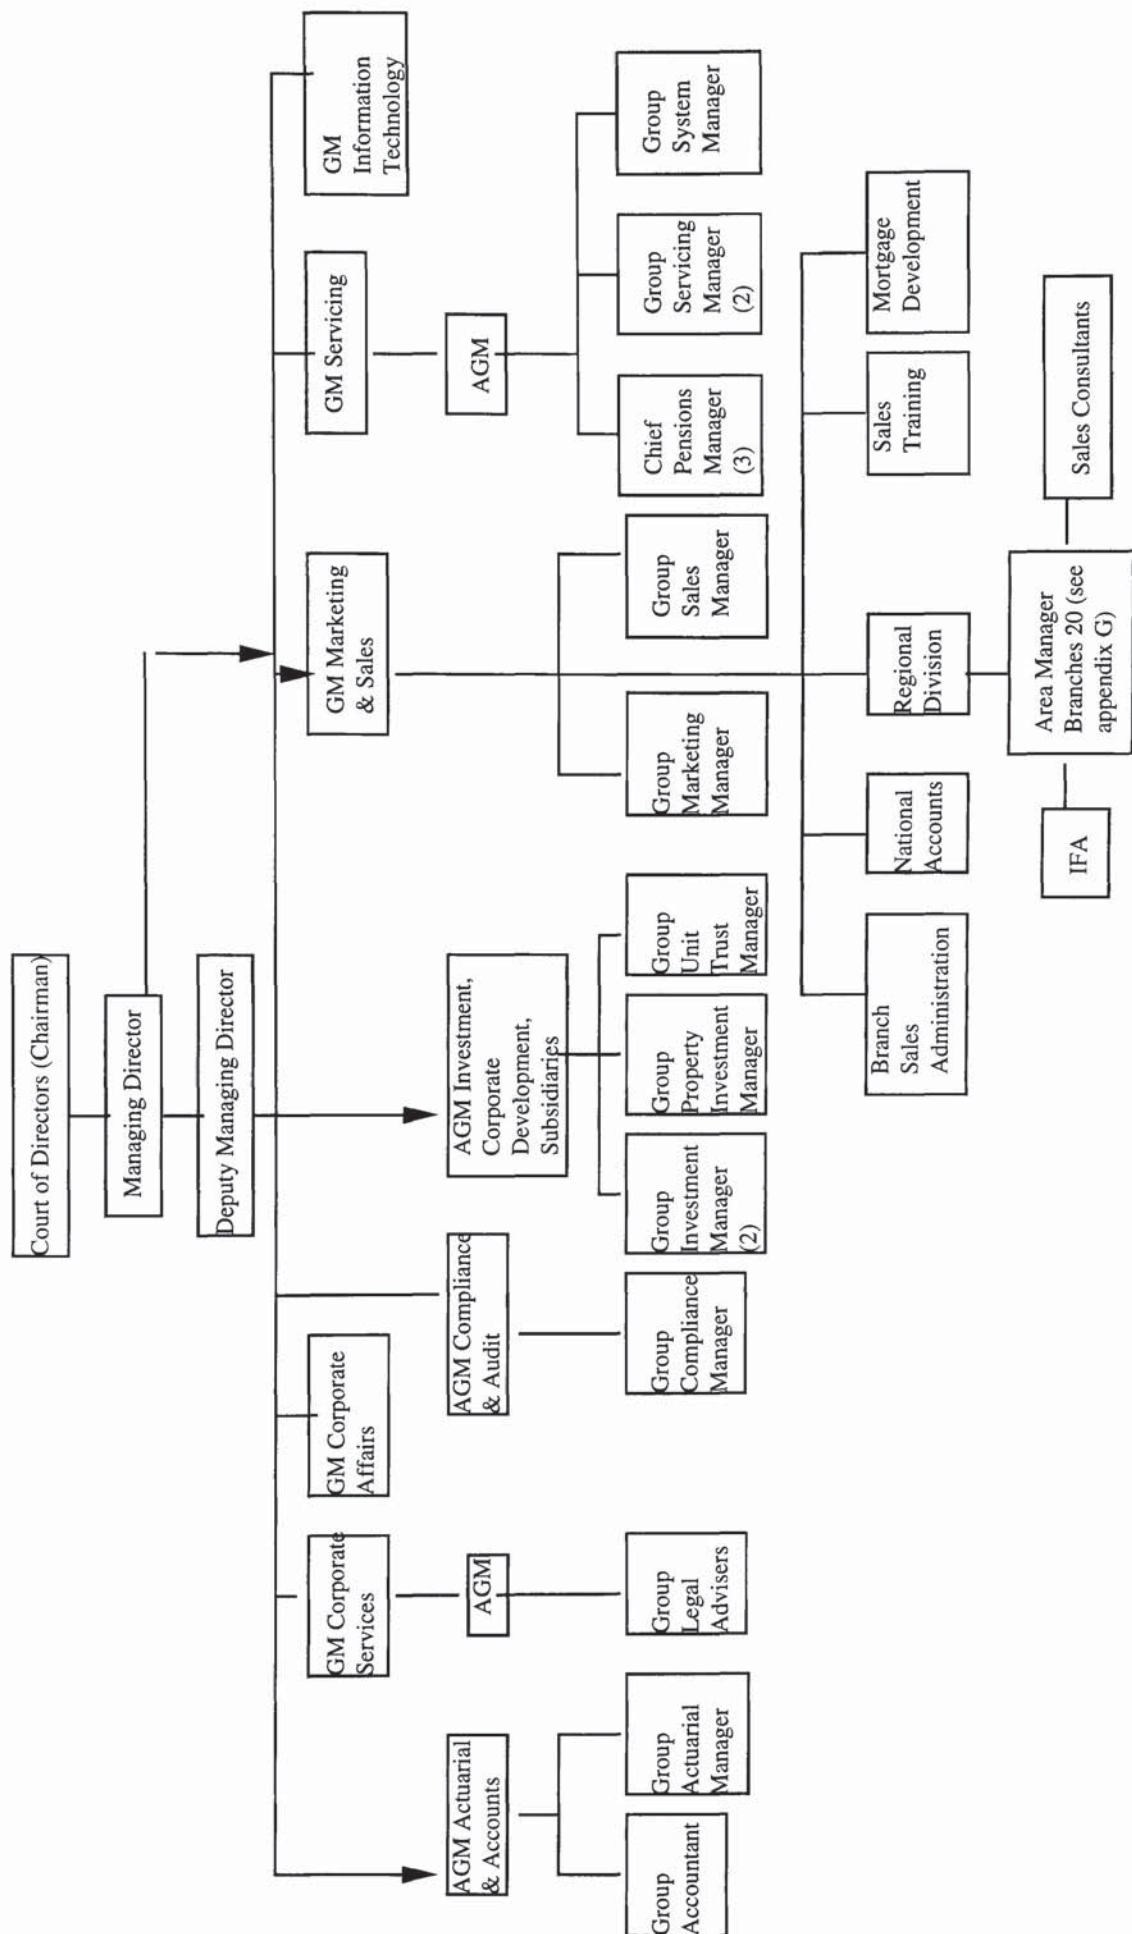 Court of Directors (Chairman)
Managing Director
Deputy Managing Director
GM Corporate
Services
GM Corporate
Affairs
GM Marketing
& Sales
GM Servicing
GM
Information
Technology
AGM Actuarial
& Accounts
AGM
AGM Compliance
& Audit
AGM Investment,
Corporate
Development,
Subsidiaries
AGM
Group
Accountant
Group
Actuarial
Manager
Group
Legal
Advisers
Group
Compliance
Manager
Group
Investment
Manager
(2)
Group
Property
Investment
Manager
Group
Unit
Trust
Manager
Group
Marketing
Manager
Group
Sales
Manager
Chief
Pensions
Manager
(3)
Group
Servicing
Manager
(2)
Group
System
Manager
Branch
Sales
Administration
National
Accounts
Regional
Division
Sales
Training
Mortgage
Development
IFA
Area Manager
Branches 20 (see
appendix G)
Sales Consultants